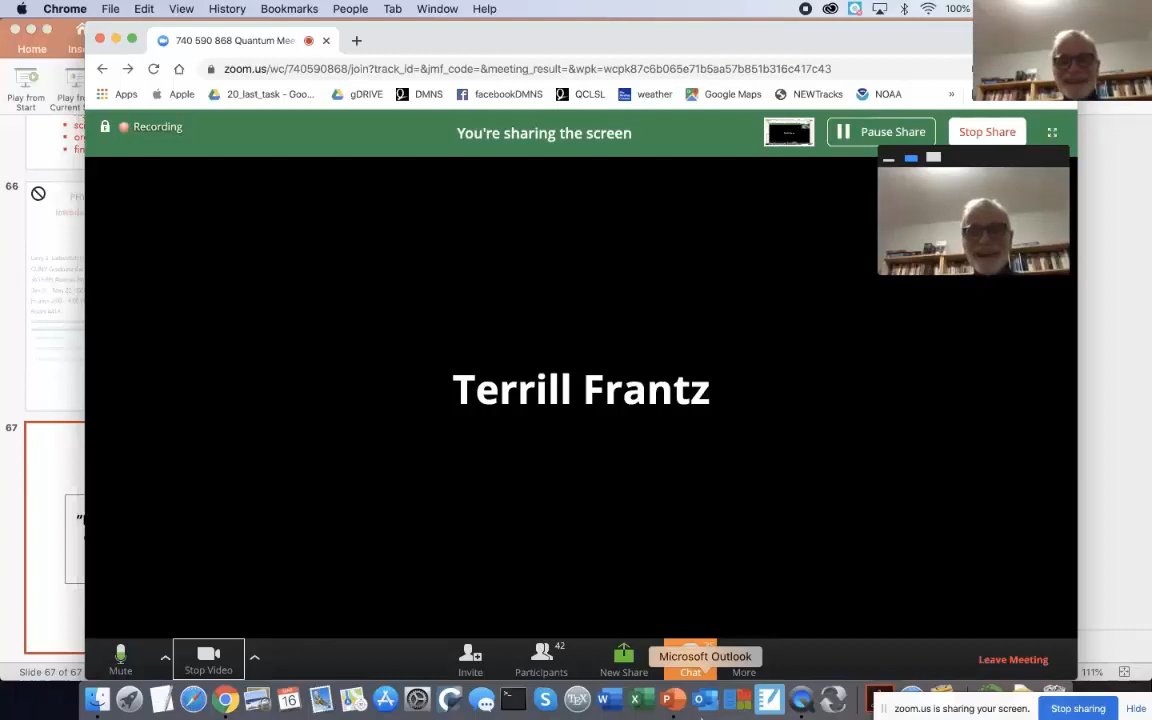 Chrome File Edit View History Bookmarks People Tab Window Help 100%
Home
740 590 868 Quantum Mee
zoom.us/wc/740590868/join?track_id=&jmf_code=&meeting_result=&wpk=wcpk87c6b065e71b5aa57b851b316c417c43
Play from
Start
Play
Current
Apps Apple 20_last_task - Goo... gDRIVE DMNS facebookDMNS QCLSL weather Google Maps NEWTracks NOAA »
Recording
You're sharing the screen
Pause Share
Stop Share
66
Terrill Frantz
67
42
Mute
Stop Video
Invite
Participants
New Share
Microsoft Outlook
Chat
More
Leave Meeting
Slide 67 of 67
111%
zoom.us is sharing your screen.
Stop sharing
Hide